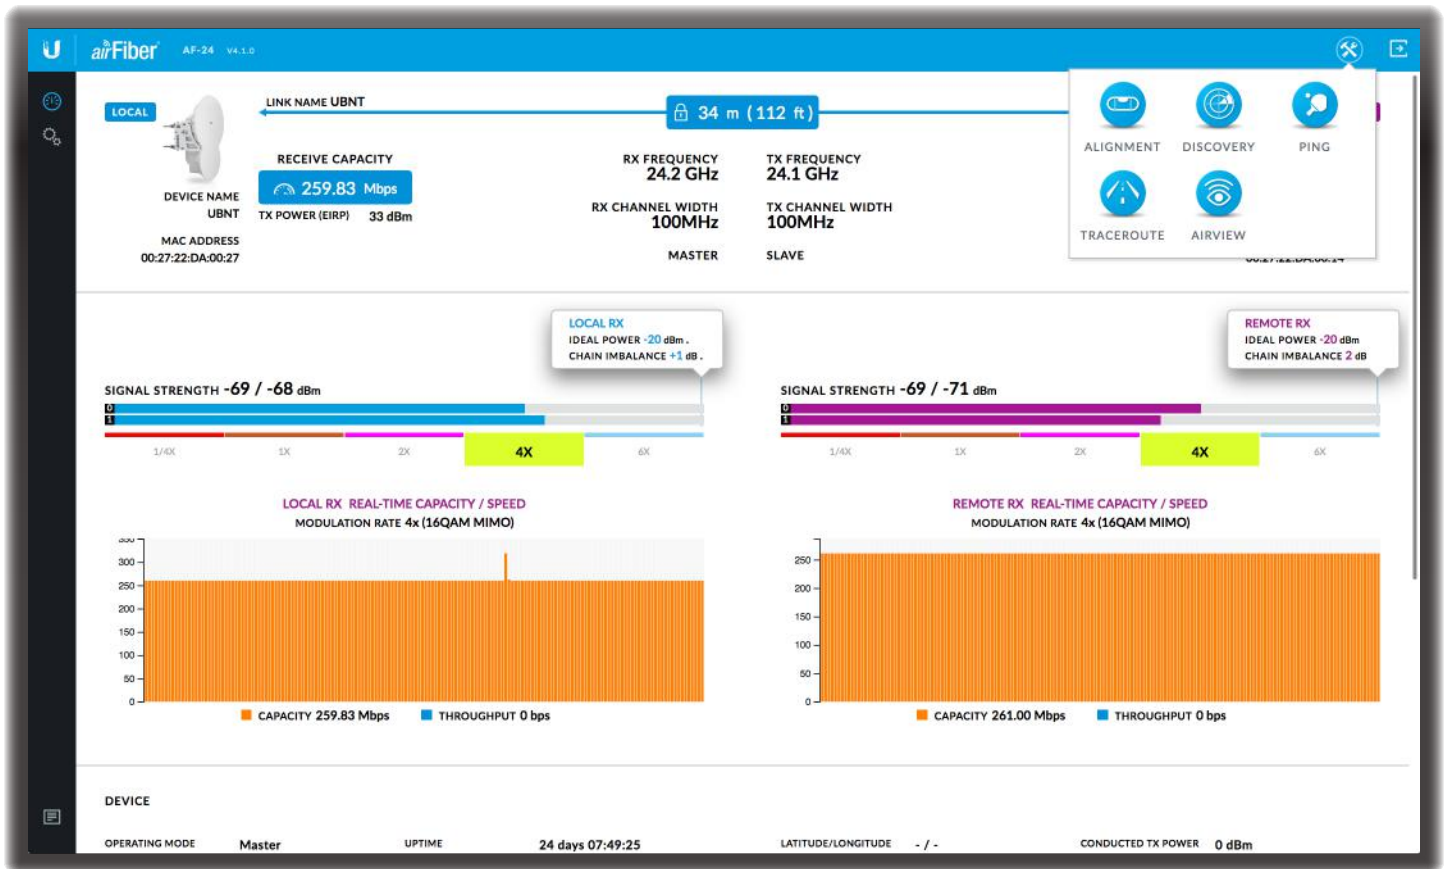 airFiber AF-24 V4.1.0
LOCAL
LINK NAME UBNT
34 m (112 ft)
RECEIVE CAPACITY
259.83 Mbps
TX POWER (EIRP) 33 dBm
DEVICE NAME
UBNT
MAC ADDRESS
00:27:22:DA:00:27
RX FREQUENCY
24.2 GHz
RX CHANNEL WIDTH
100MHz
MASTER
TX FREQUENCY
24.1 GHz
TX CHANNEL WIDTH
100MHz
SLAVE
ALIGNMENT DISCOVERY PING
TRACEROUTE AIRVIEW
LOCAL RX
IDEAL POWER -20 dBm .
CHAIN IMBALANCE +1 dB .
SIGNAL STRENGTH -69 / -68 dBm
0
1
1/4X 1X 2X 4X 6X
REMOTE RX
IDEAL POWER -20 dBm
CHAIN IMBALANCE 2 dB
SIGNAL STRENGTH -69 / -71 dBm
0
1
1/4X 1X 2X 4X 6X
LOCAL RX REAL-TIME CAPACITY / SPEED
MODULATION RATE 4x (16QAM MIMO)
350
300
250
200
150
100
50
0
CAPACITY 259.83 Mbps THROUGHPUT 0 bps
REMOTE RX REAL-TIME CAPACITY / SPEED
MODULATION RATE 4x (16QAM MIMO)
250
200
150
100
50
0
CAPACITY 261.00 Mbps THROUGHPUT 0 bps
DEVICE
OPERATING MODE Master UPTIME 24 days 07:49:25 LATITUDE/LONGITUDE - / - CONDUCTED TX POWER 0 dBm